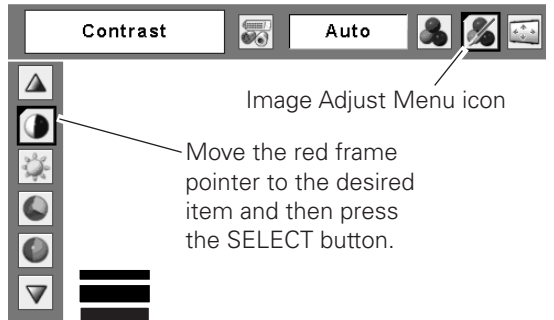 Contrast
Auto
Image Adjust Menu icon
Move the red frame
pointer to the desired
item and then press
the SELECT button.